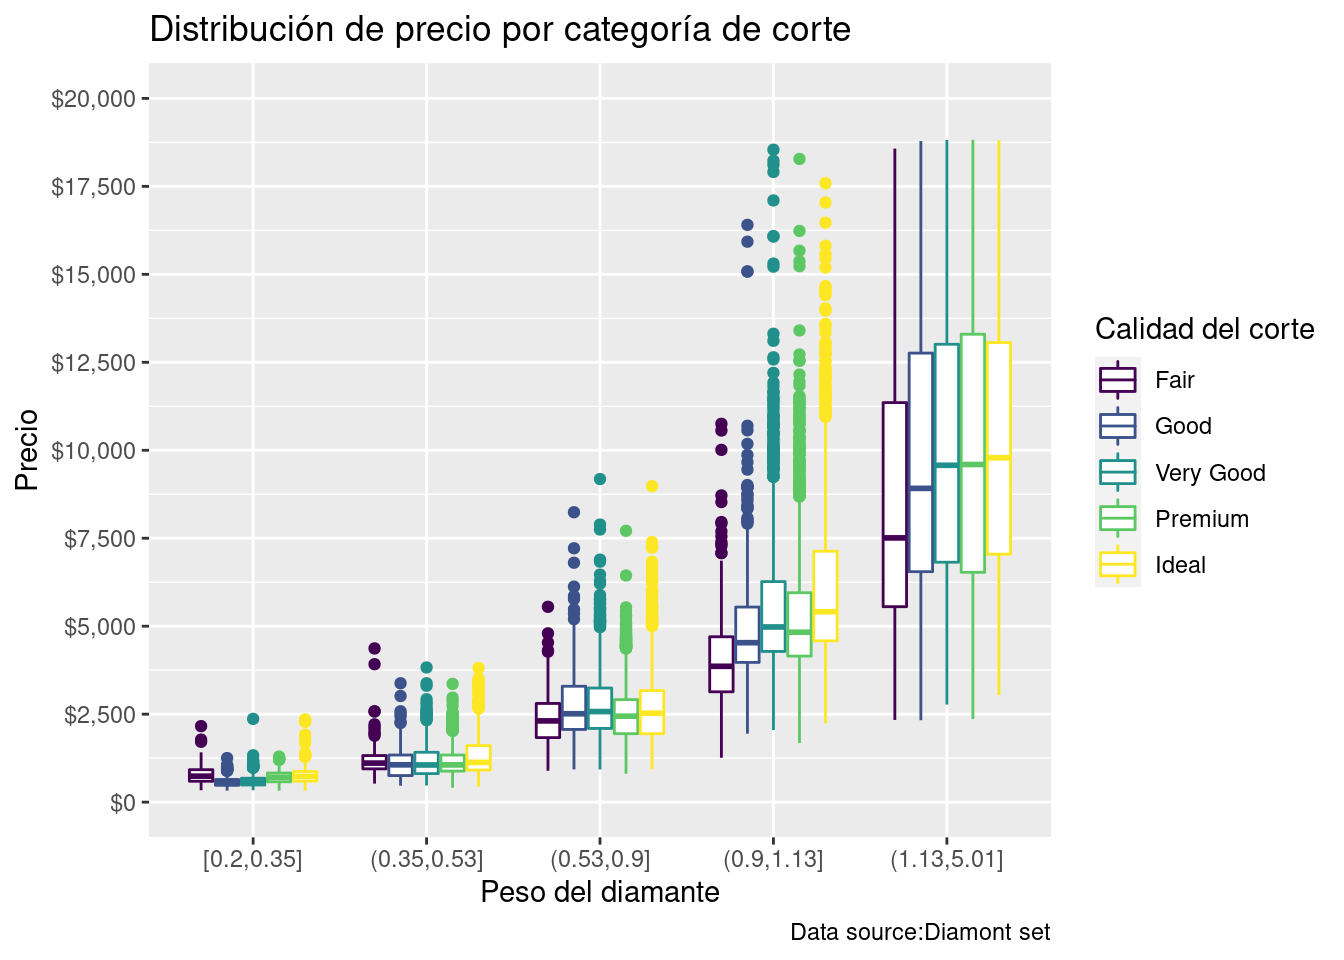 Distribución de precio por categoría de corte
$20,000
$17,500
$15,000
$12,500
$10,000
$7,500
$5,000
$2,500
$0
Precio
[0.2,0.35]
(0.35,0.53]
(0.53,0.9]
(0.9,1.13]
(1.13,5.01]
Peso del diamante
Calidad del corte
Fair
Good
Very Good
Premium
Ideal
Data source:Diamont set